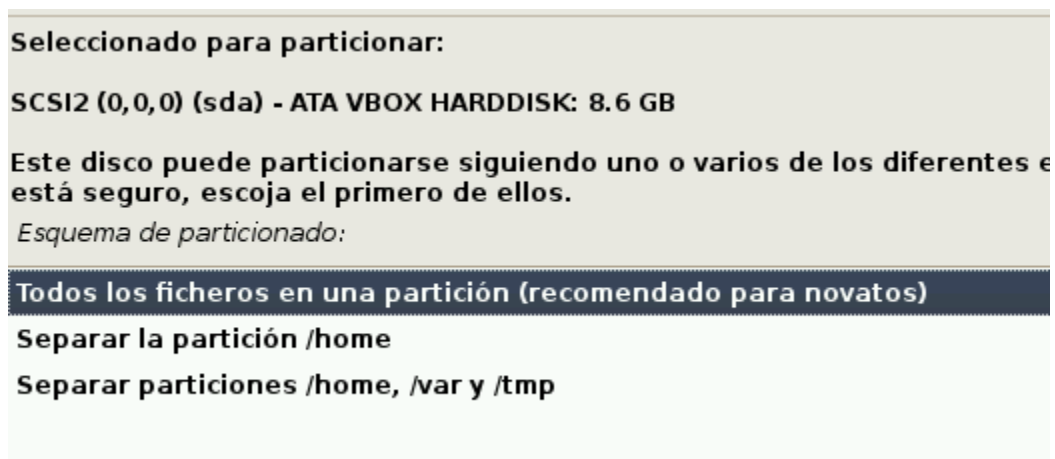 Seleccionado para particionar:
SCSI2 (0,0,0) (sda) - ATA VBOX HARDDISK: 8.6 GB
Este disco puede particionarse siguiendo uno o varios de los diferentes
está seguro, escoja el primero de ellos.
Esquema de particionado:
Todos los ficheros en una partición (recomendado para novatos)
Separar la partición /home
Separar particiones /home, /var y /tmp